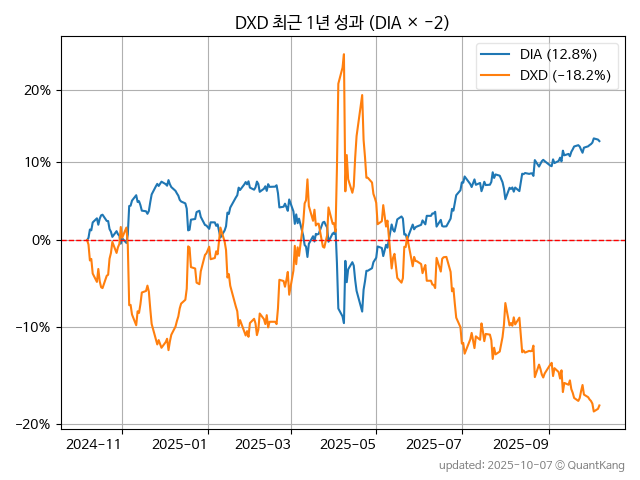 DXD 최근 1년 성과 (DIA × −2)
DIA (12.8%)
DXD (−18.2%)
20%
10%
0%
−10%
−20%
2024-11 2025-01 2025-03 2025-05 2025-07 2025-09
updated: 2025-10-07 © QuantKang